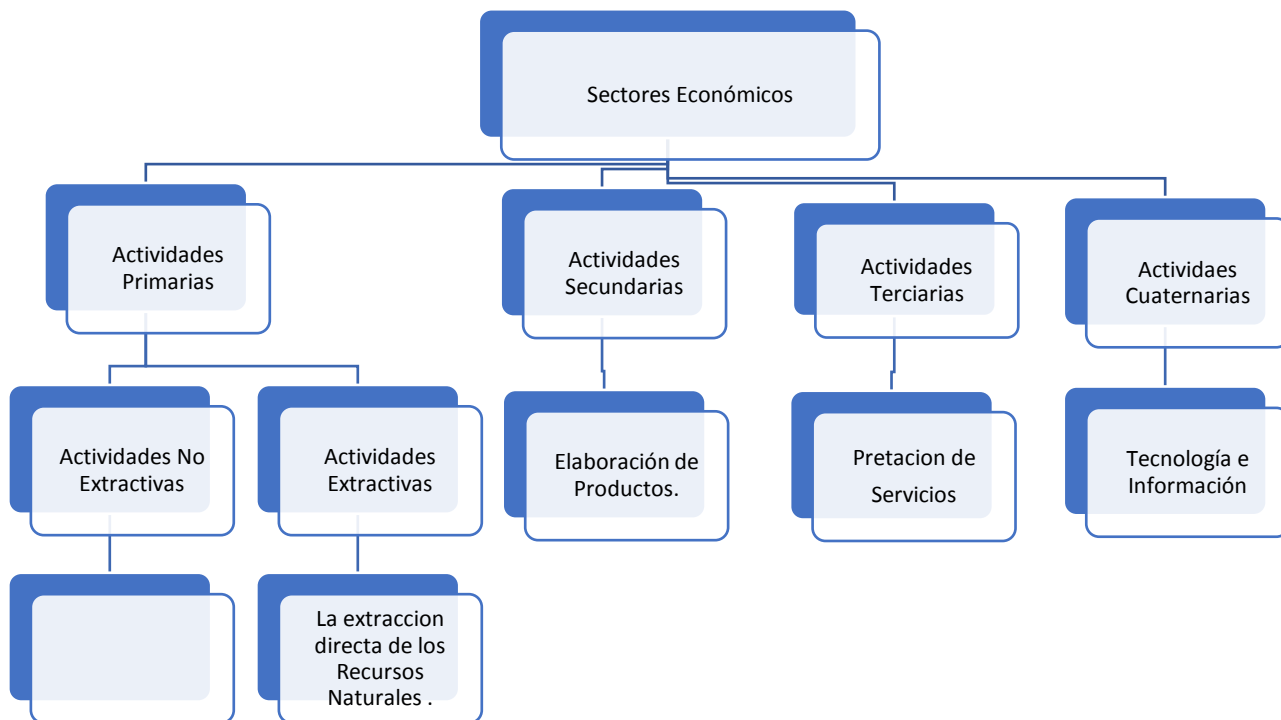 Sectores Económicos
Actividades
Primarias
Actividades
Secundarias
Actividades
Terciarias
Actividaes
Cuaternarias
Actividades No
Extractivas
Actividades
Extractivas
Elaboración de
Productos.
Pretacion de
Servicios
Tecnología e
Información
La extraccion
directa de los
Recursos
Naturales .